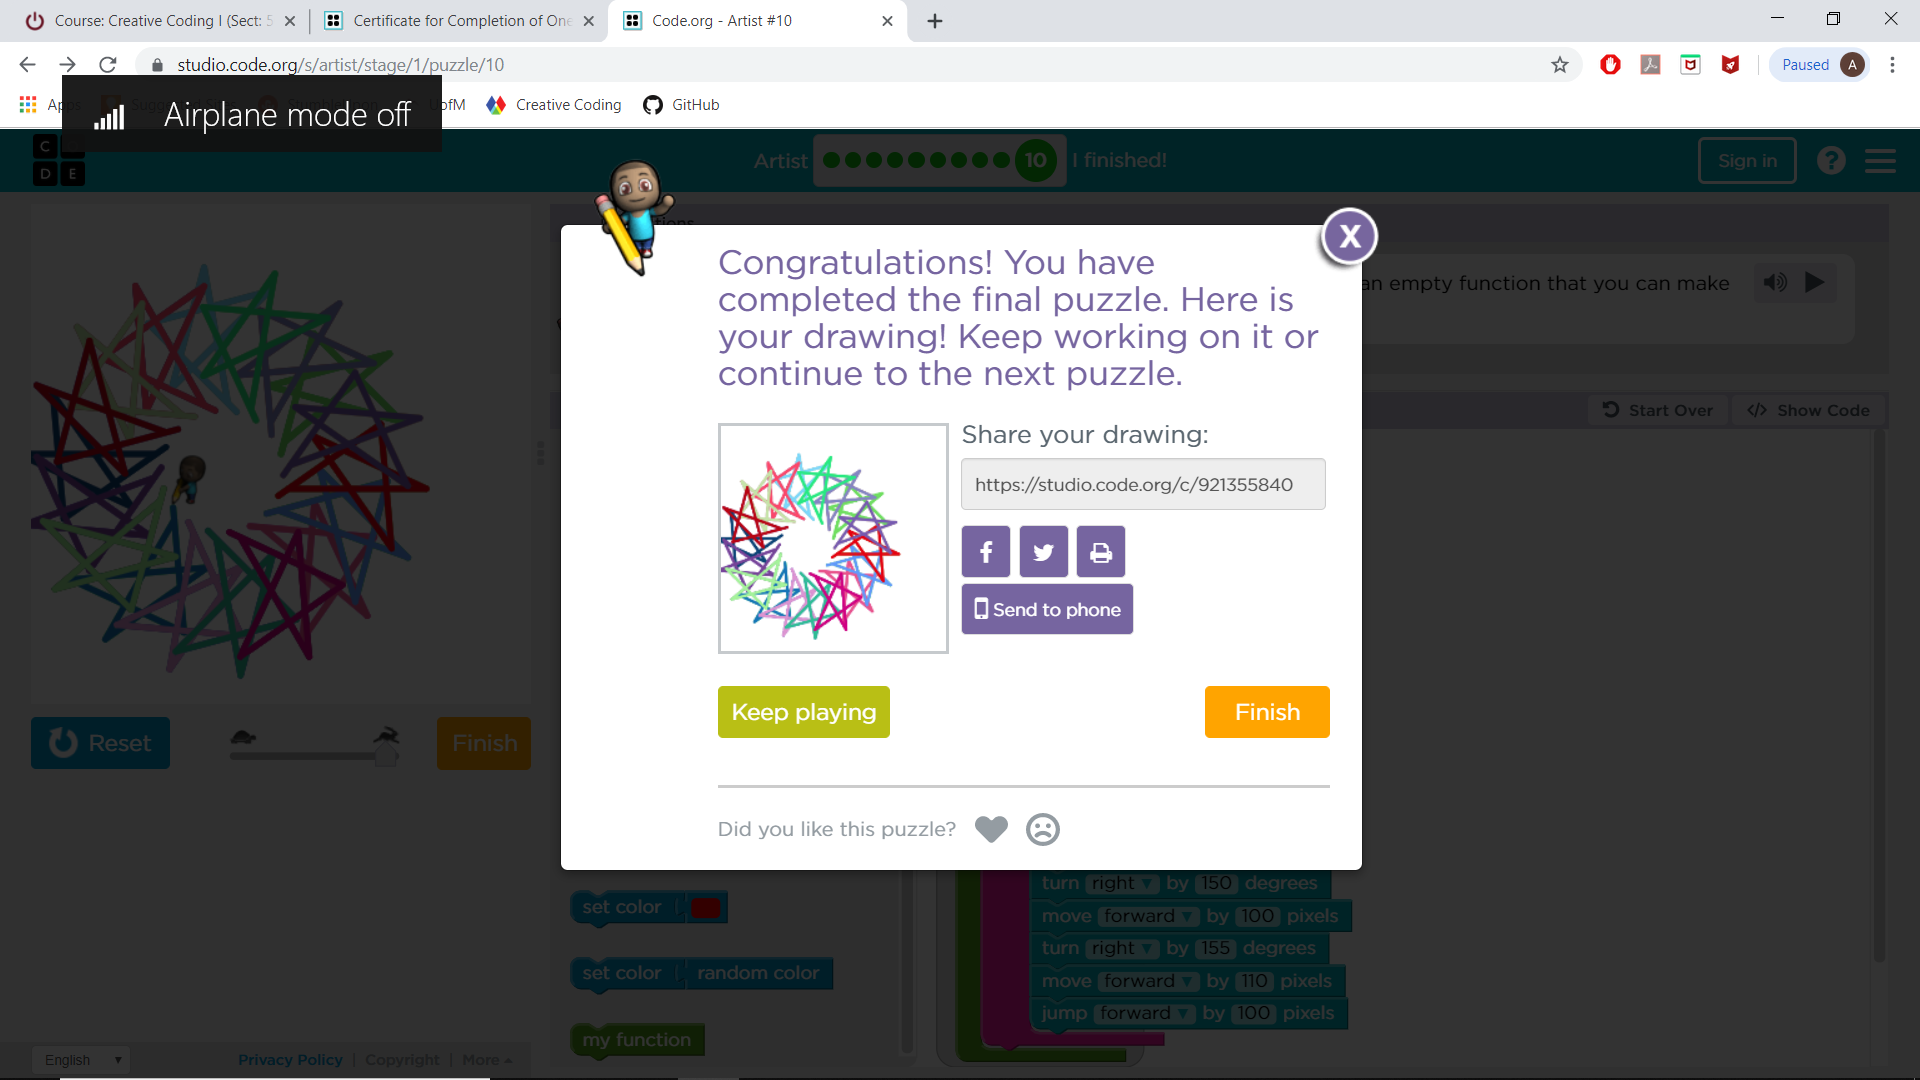 Course: Creative Coding I (Sect: 5
Certificate for Completion of One
Code.org - Artist #10
studio.code.org/s/artist/stage/1/puzzle/10
Paused A
Apps
UofM
Creative Coding
GitHub
Airplane mode off
C
D E
Artist
10
I finished!
Sign in
?
X
Congratulations! You have
completed the final puzzle. Here is
your drawing! Keep working on it or
continue to the next puzzle.
an empty function that you can make
Start Over
</> Show Code
Share your drawing:
https://studio.code.org/c/921355840
Send to phone
Keep playing
Finish
Reset
Finish
Did you like this puzzle?
turn right by 150 degrees
set color
move forward by 100 pixels
turn right by 155 degrees
set color random color
move forward by 110 pixels
jump forward by 100 pixels
my function
English
Privacy Policy | Copyright | More